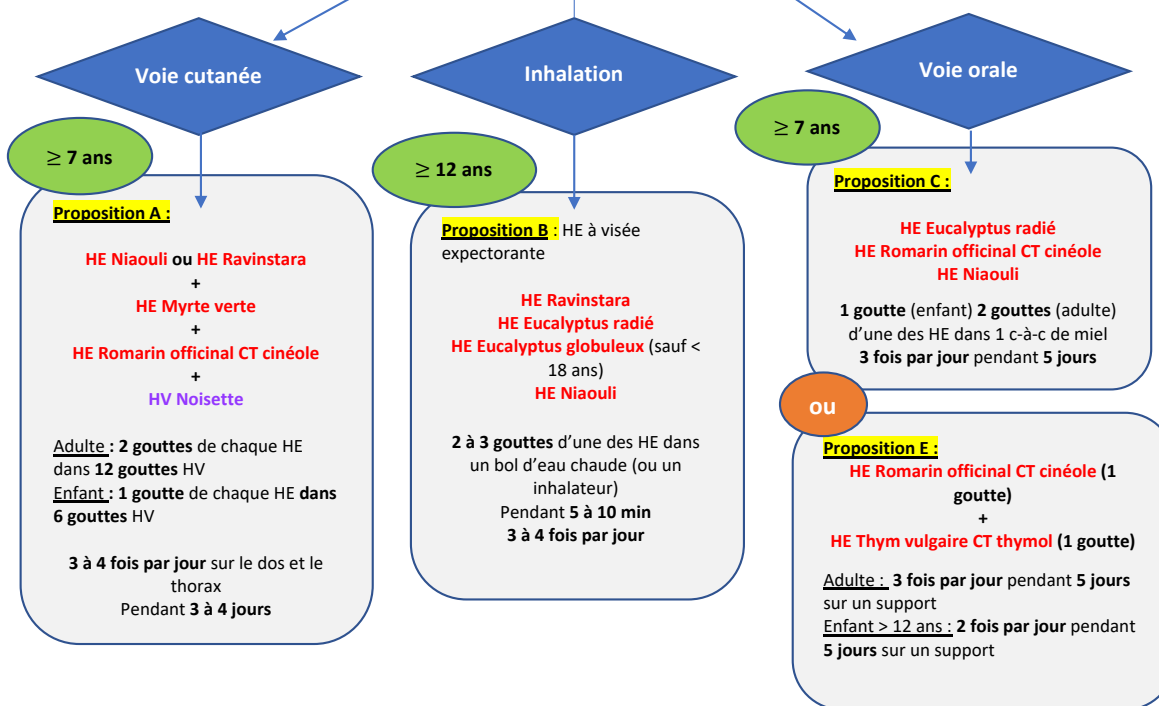 Voie cutanée
≥ 7 ans
Proposition A :
HE Niaouli ou HE Ravinstara
+
HE Myrte verte
+
HE Romarin officinal CT cinéole
+
HV Noisette
Adulte : 2 gouttes de chaque HE
dans 12 gouttes HV
Enfant : 1 goutte de chaque HE dans
6 gouttes HV
3 à 4 fois par jour sur le dos et le
thorax
Pendant 3 à 4 jours
Inhalation
≥ 12 ans
Proposition B : HE à visée
expectorante
HE Ravinstara
HE Eucalyptus radié
HE Eucalyptus globuleux (sauf <
18 ans)
HE Niaouli
2 à 3 gouttes d’une des HE dans
un bol d’eau chaude (ou un
inhalateur)
Pendant 5 à 10 min
3 à 4 fois par jour
Voie orale
≥ 7 ans
Proposition C :
HE Eucalyptus radié
HE Romarin officinal CT cinéole
HE Niaouli
1 goutte (enfant) 2 gouttes (adulte)
d’une des HE dans 1 c-à-c de miel
3 fois par jour pendant 5 jours
ou
Proposition E :
HE Romarin officinal CT cinéole (1
goutte)
+
HE Thym vulgaire CT thymol (1 goutte)
Adulte : 3 fois par jour pendant 5 jours
sur un support
Enfant > 12 ans : 2 fois par jour pendant
5 jours sur un support